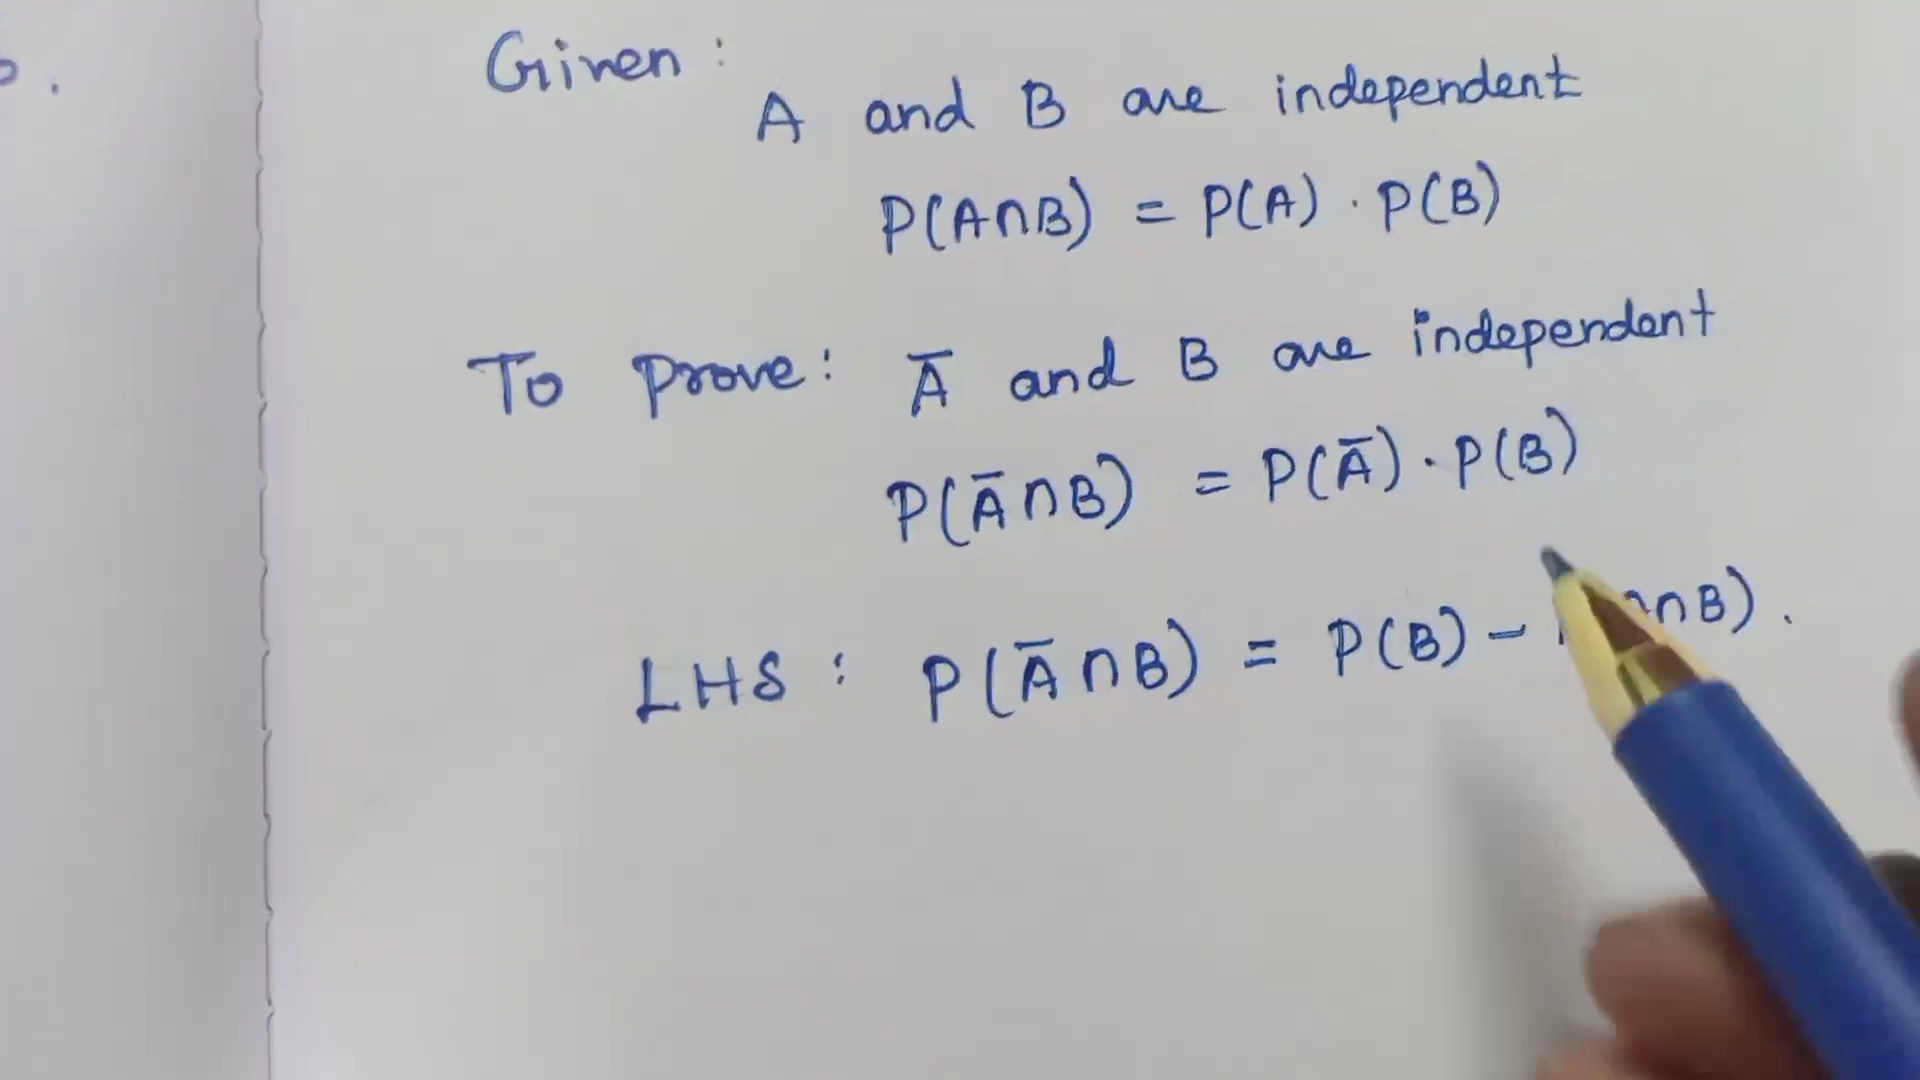 Given :
A and B are independent
P(A∩B) = P(A) · P(B)
To prove : A̅ and B are independent
P(A̅∩B) = P(A̅) · P(B)
LHS : P(A̅∩B) = P(B) − ∩B) .